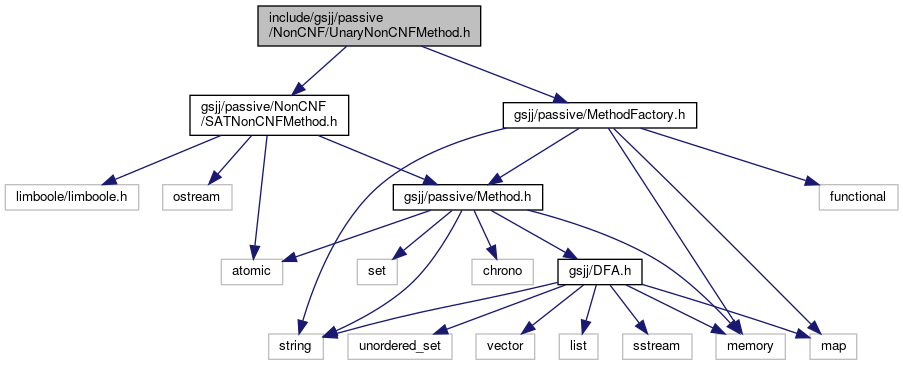 include/gsjj/passive
/NonCNF/UnaryNonCNFMethod.h
gsjj/passive/NonCNF
/SATNonCNFMethod.h
gsjj/passive/MethodFactory.h
limboole/limboole.h
ostream
gsjj/passive/Method.h
functional
atomic
set
chrono
gsjj/DFA.h
string
unordered_set
vector
list
sstream
memory
map